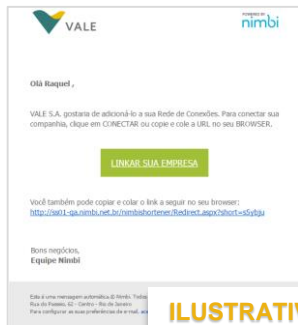 VALE
POWERED BY
nimbi
Olá Raquel ,
VALE S.A. gostaria de adicioná-lo a sua Rede de Conexões. Para conectar sua
companhia, clique em CONECTAR ou copie e cole a URL no seu BROWSER.
LINKAR SUA EMPRESA
Você também pode copiar e colar o link a seguir no seu browser:
http://ss01-qa.nimbi.net.br/nimbishortener/Redirect.aspx?short=s5ybju
Bons negócios,
Equipe Nimbi
Esta é uma mensagem automática.© Nimbi. Todos
Rua do Passeio, 62 - Centro - Rio de Janeiro
Para configurar as suas preferências de e-mail,
ILUSTRATIV